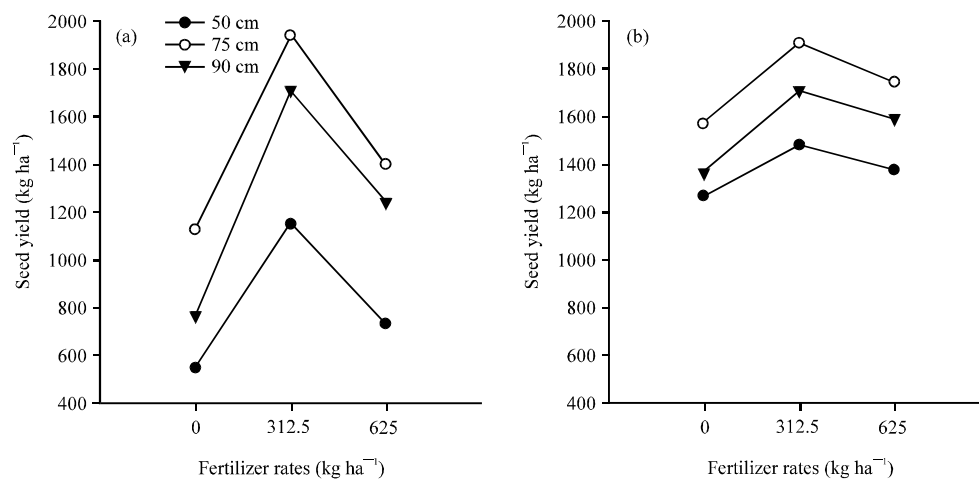 (a)
50 cm
75 cm
90 cm
2000
1800
1600
1400
1200
1000
800
600
400
Seed yield (kg ha⁻¹)
0 312.5 625
Fertilizer rates (kg ha⁻¹)
(b)
2000
1800
1600
1400
1200
1000
800
600
400
Seed yield (kg ha⁻¹)
0 312.5 625
Fertilizer rates (kg ha⁻¹)